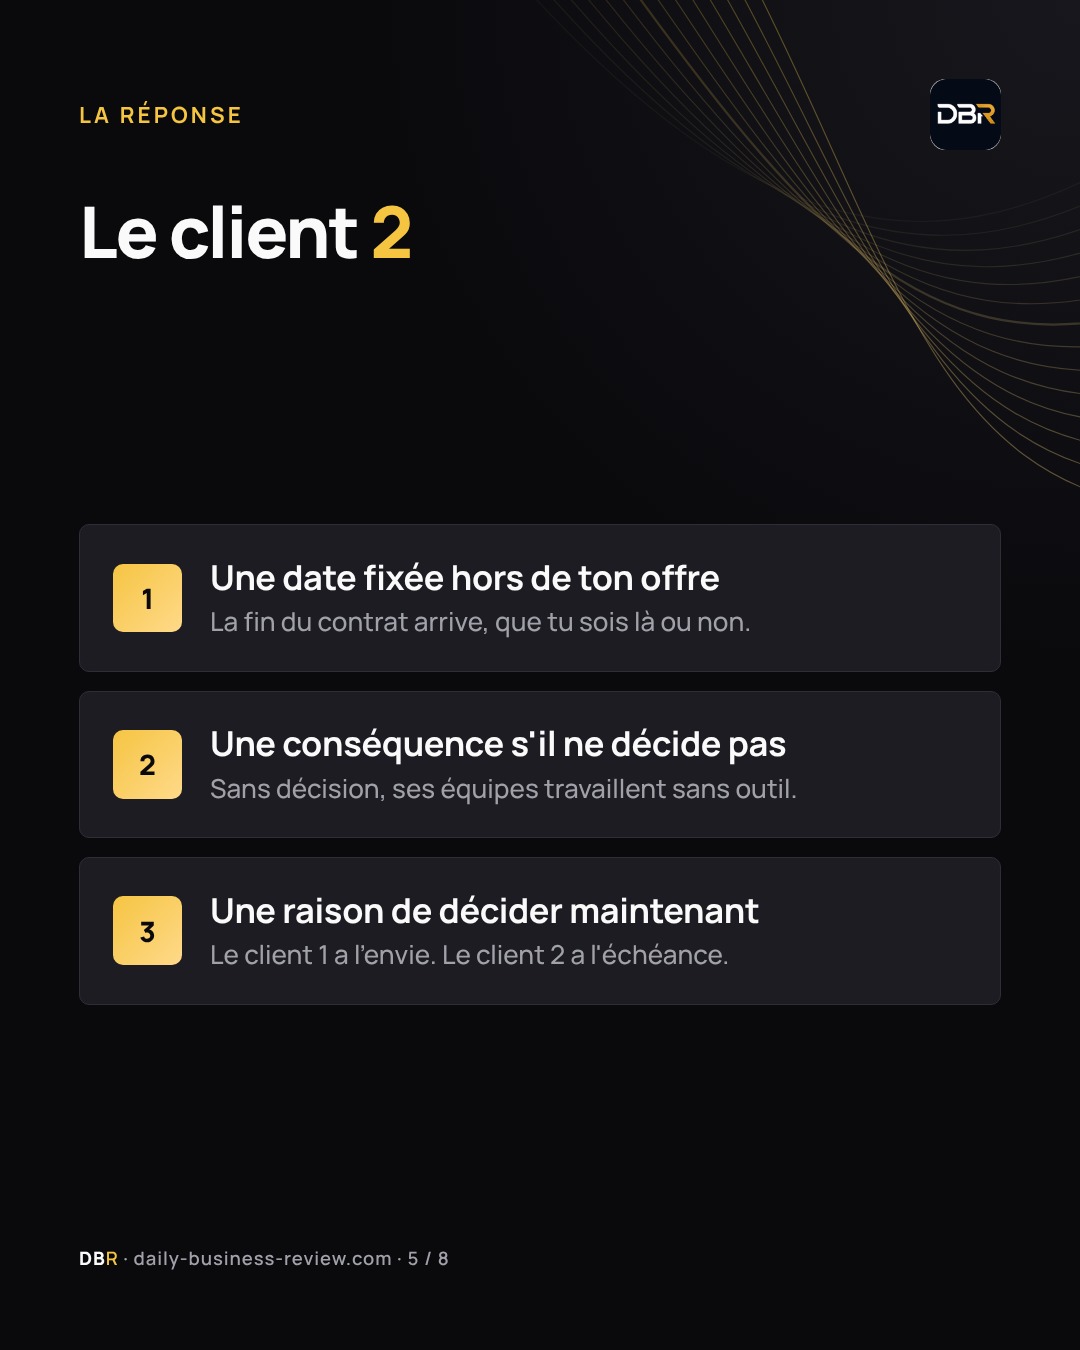 LA RÉPONSE
DBR
Le client 2
1
Une date fixée hors de ton offre
La fin du contrat arrive, que tu sois là ou non.
2
Une conséquence s'il ne décide pas
Sans décision, ses équipes travaillent sans outil.
3
Une raison de décider maintenant
Le client 1 a l’envie. Le client 2 a l'échéance.
DBR · daily-business-review.com · 5 / 8